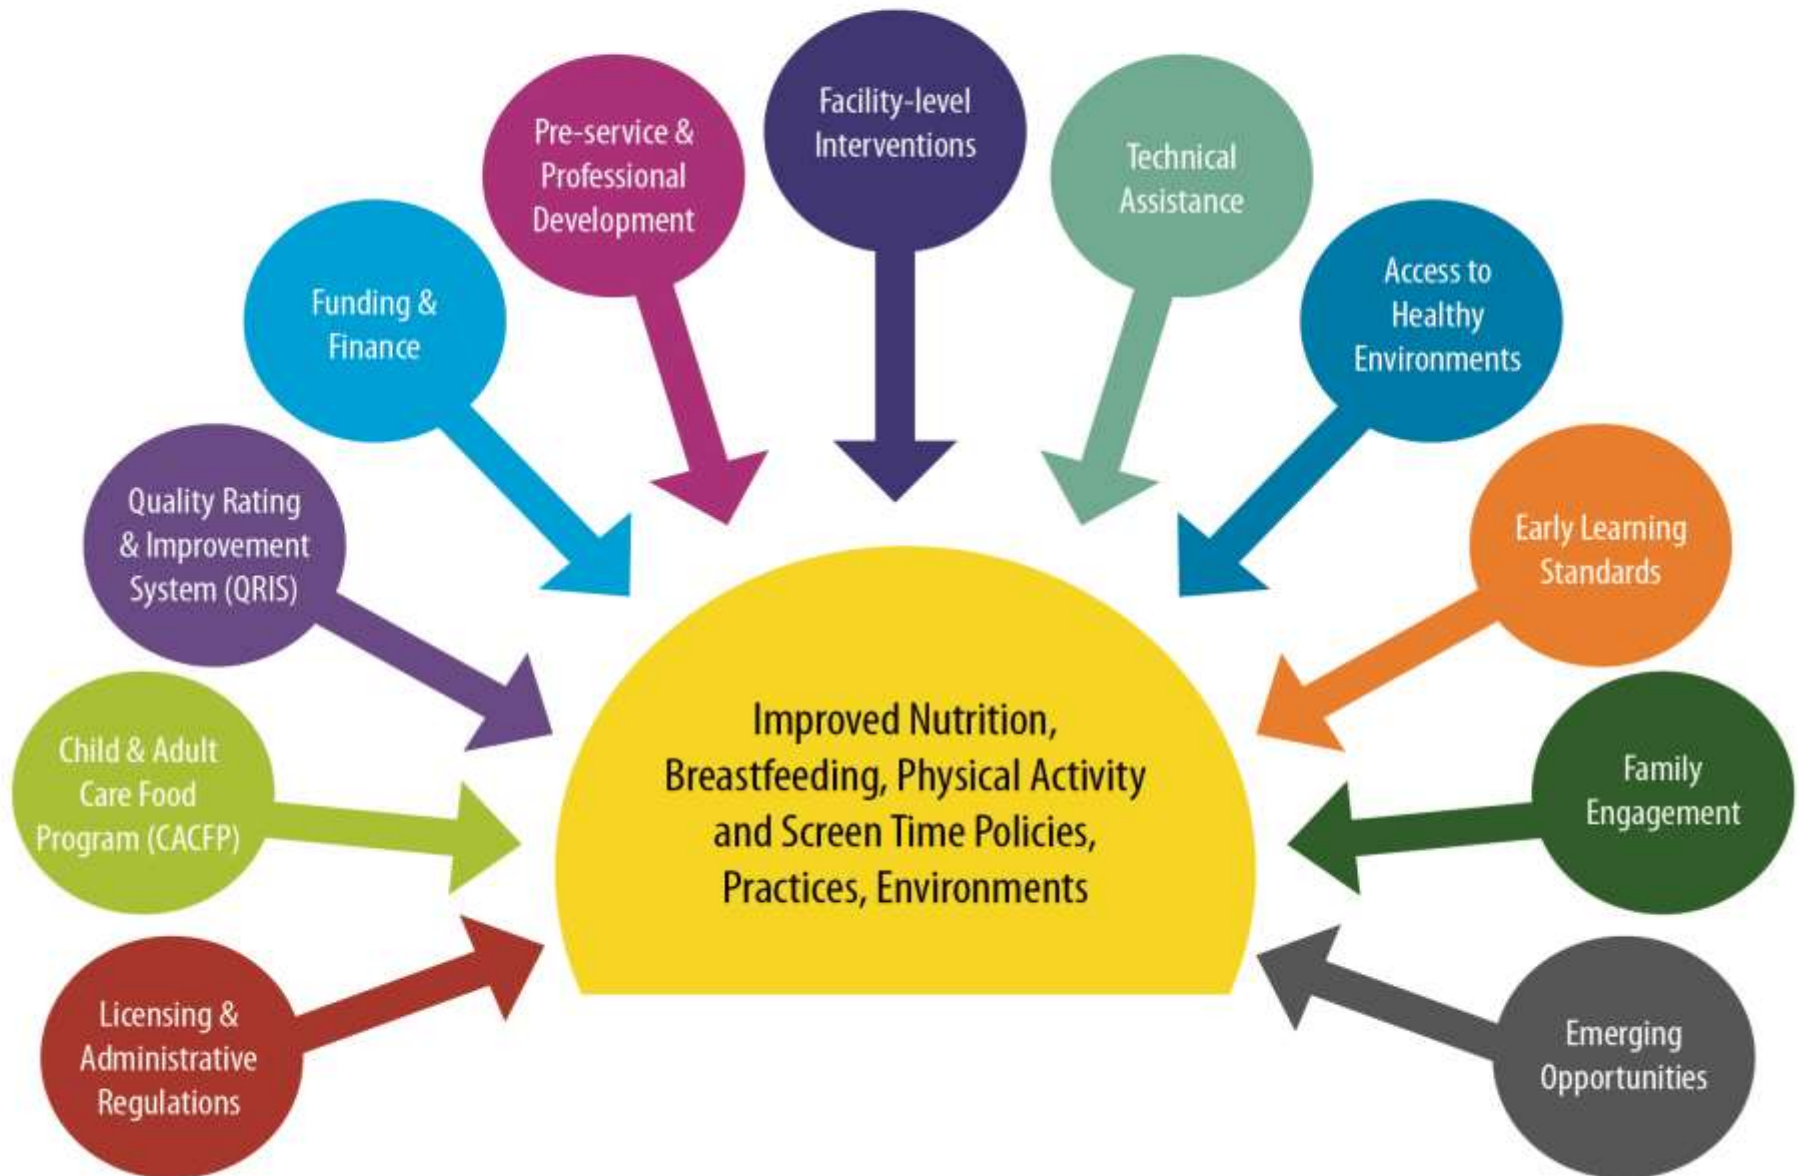 Facility-level
Interventions
Pre-service &
Professional
Development
Technical
Assistance
Funding &
Finance
Access to
Healthy
Environments
Quality Rating
& Improvement
System (QRIS)
Early Learning
Standards
Child & Adult
Care Food
Program (CACFP)
Improved Nutrition,
Breastfeeding, Physical Activity
and Screen Time Policies,
Practices, Environments
Family
Engagement
Licensing &
Administrative
Regulations
Emerging
Opportunities